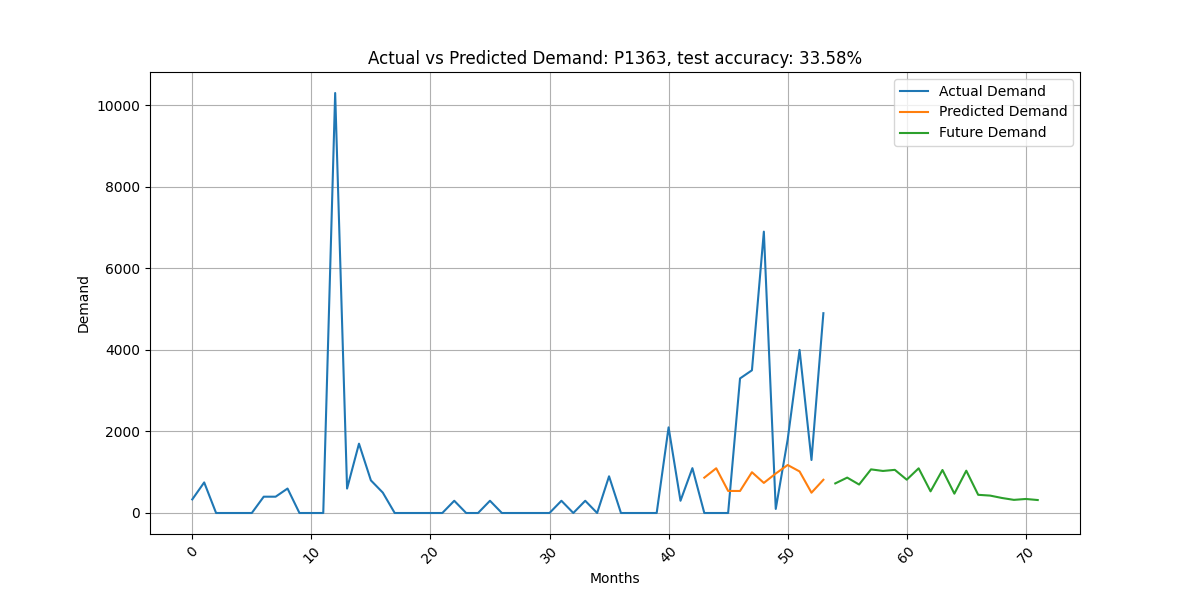 Actual vs Predicted Demand: P1363, test accuracy: 33.58%
Actual Demand
Predicted Demand
Future Demand
Demand
10000
8000
6000
4000
2000
0
0 10 20 30 40 50 60 70
Months